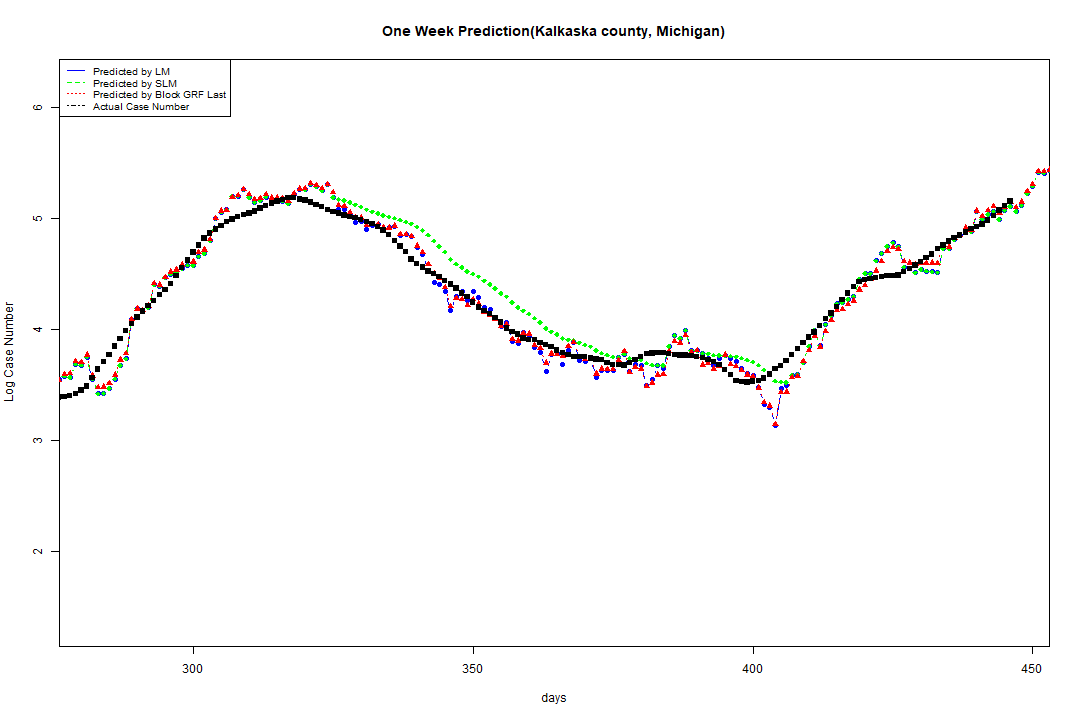 One Week Prediction(Kalkaska county, Michigan)
Predicted by LM
Predicted by SLM
Predicted by Block GRF Last
Actual Case Number
6
5
4
3
2
Log Case Number
300
350
400
450
days